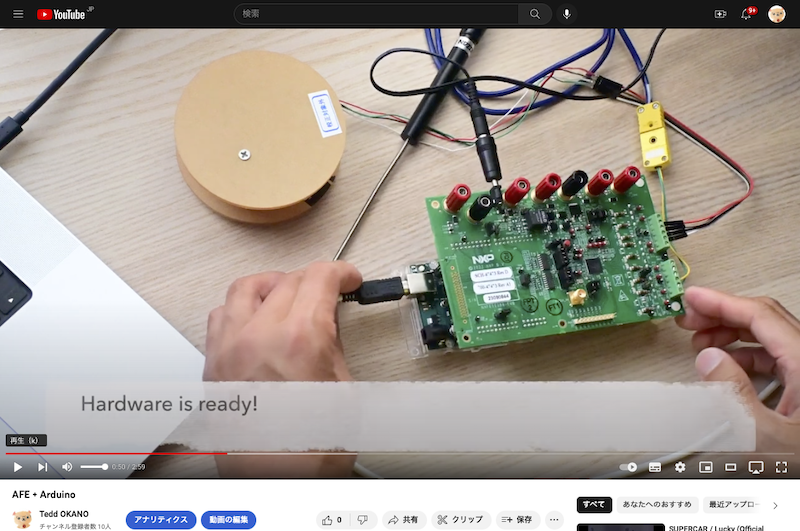 YouTube JP
検索
9+
NXP
Hardware is ready!
再生 (k)
0:50 / 2:59
AFE + Arduino
Tedd OKANO
チャンネル登録者数 10人
アナリティクス
動画の編集
0
共有
クリップ
保存
すべて
あなたへのおすすめ
最近アップロー
SUPERCAR / Lucky (Official